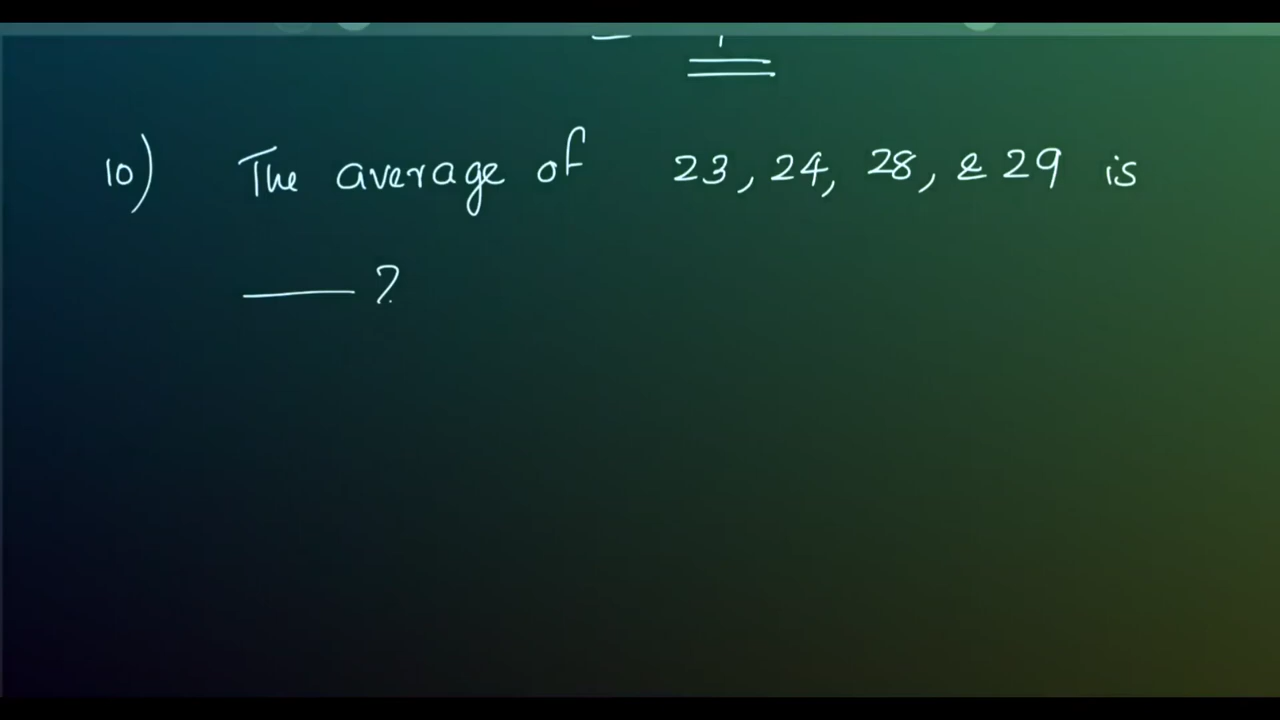 10) The average of 23, 24, 28, & 29 is
____ ?